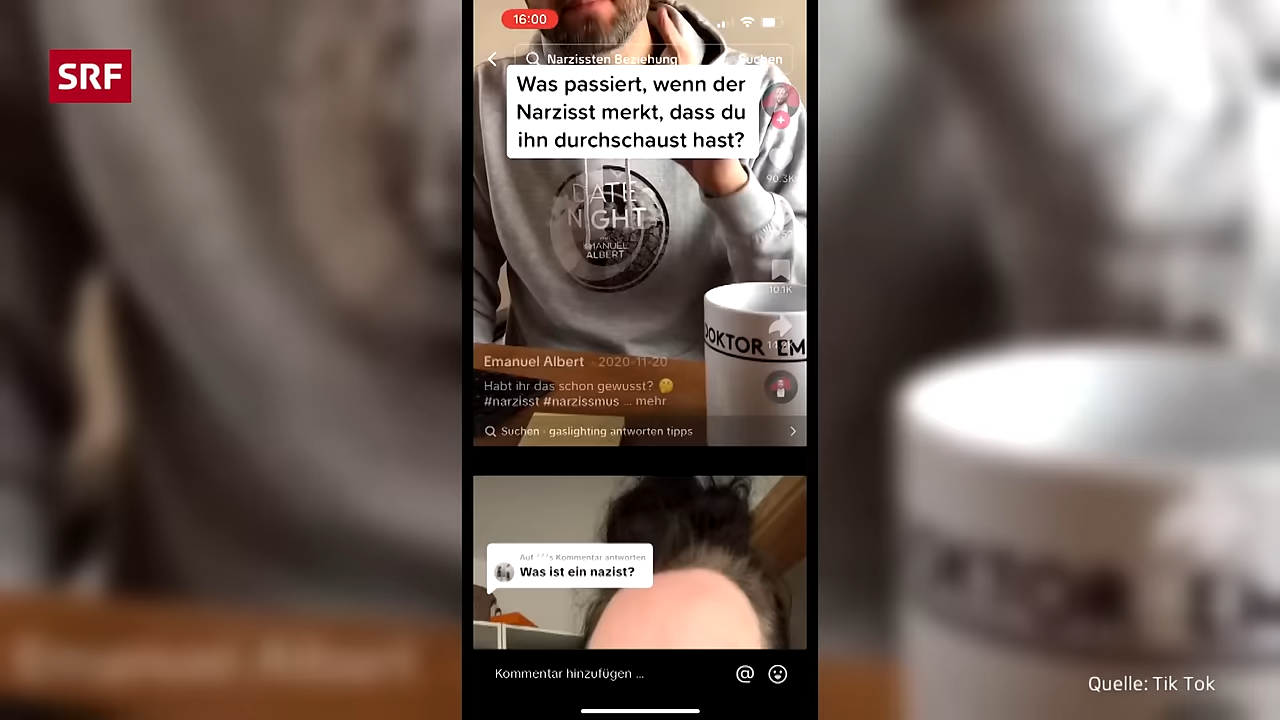 SRF
16:00
Narzissten Beziehung
Suchen
Was passiert, wenn der
Narzisst merkt, dass du
ihn durchschaust hast?
90.3K
DATE
NIGHT
EMANUEL
ALBERT
10.1K
DOKTOR EM
Emanuel Albert · 2020-11-20
Habt ihr das schon gewusst? 🤔
#narzisst #narzissmus ... mehr
Suchen · gaslighting antworten tipps
Kommentar antworten
Was ist ein nazist?
Kommentar hinzufügen ...
Quelle: Tik Tok